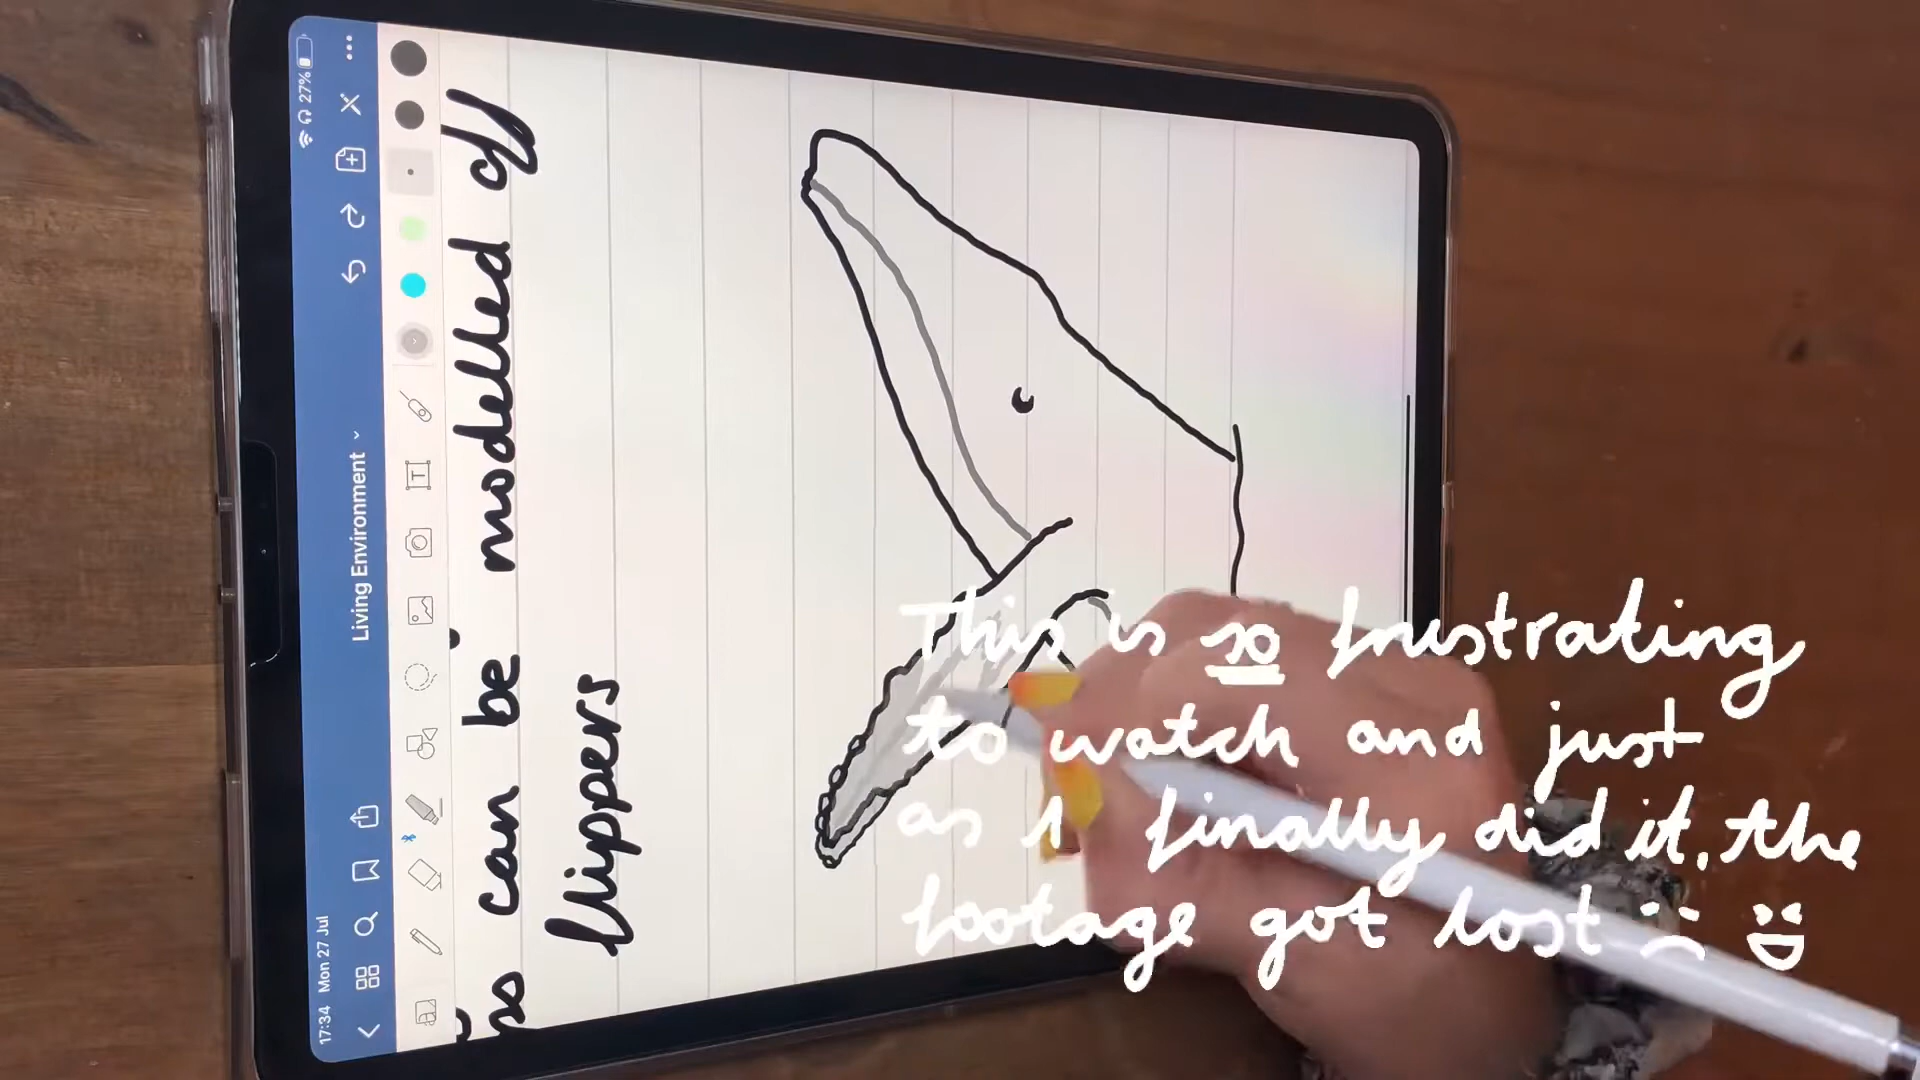 17:34 Mon 27 Jul
27%
Living Environment
T
can be modelled off
flippers
This is so frustrating
to watch and just
as I finally did it, the
footage got lost